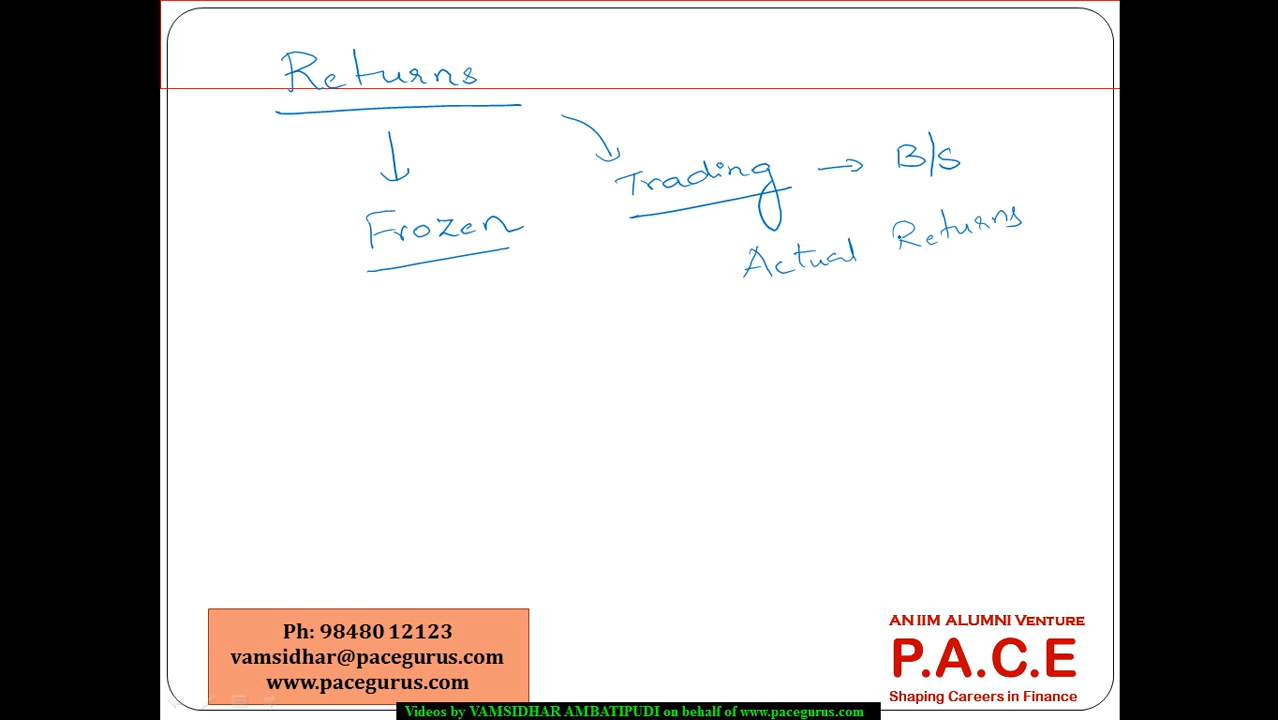 Returns
Trading → B/S
Frozen
Actual Returns
Ph: 98480 12123
vamsidhar@pacegurus.com
www.pacegurus.com
AN IIM ALUMNI VENTURE
P.A.C.E
Shaping Careers in Finance
Videos by VAMSIDHAR AMBATIPUDI on behalf of www.pacegurus.com